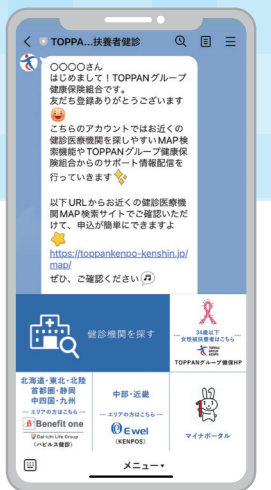 TOPPA...扶養者健診
〇〇〇〇さん
はじめまして！TOPPANグループ
健康保険組合です。
友だち登録ありがとうございます
こちらのアカウントではお近く
の健診医療機関を探しやすいMAP検
索機能やTOPPANグループ健康保
険組合からのサポート情報配信を
行っていきます
以下URLからお近くの健診医療機
関MAP検索サイトでご確認いただ
けて、申込が簡単にできますよ
https://toppankenpo-kenshin.jp/
map/
ぜひ、ご確認ください
健診機関を探す
34歳以下
女性被扶養者はこちら
TOPPANグループ健保HP
北海道・東北・北陸
首都圏・静岡
中四国・九州
エリアの方はこちら
Benefit one
Dai-ichi Life Group
(ハピルス健診)
中部・近畿
エリアの方はこちら
Ewel
(KENPOS)
マイナポータル
メニュー▼